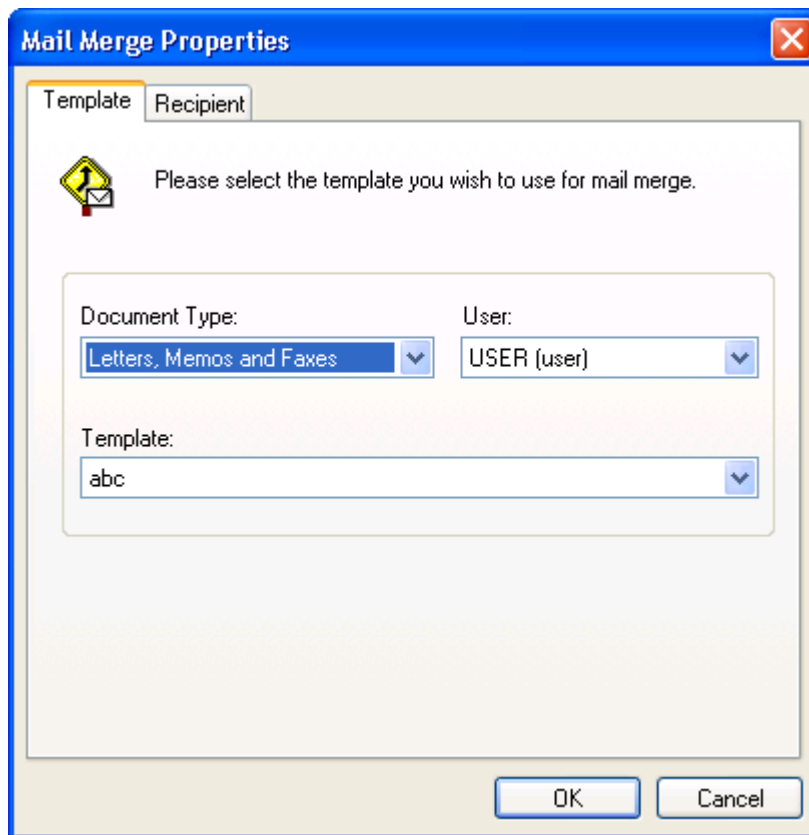 Mail Merge Properties
Template Recipient
Please select the template you wish to use for mail merge.
Document Type: User:
Letters, Memos and Faxes USER (user)
Template:
abc
OK Cancel